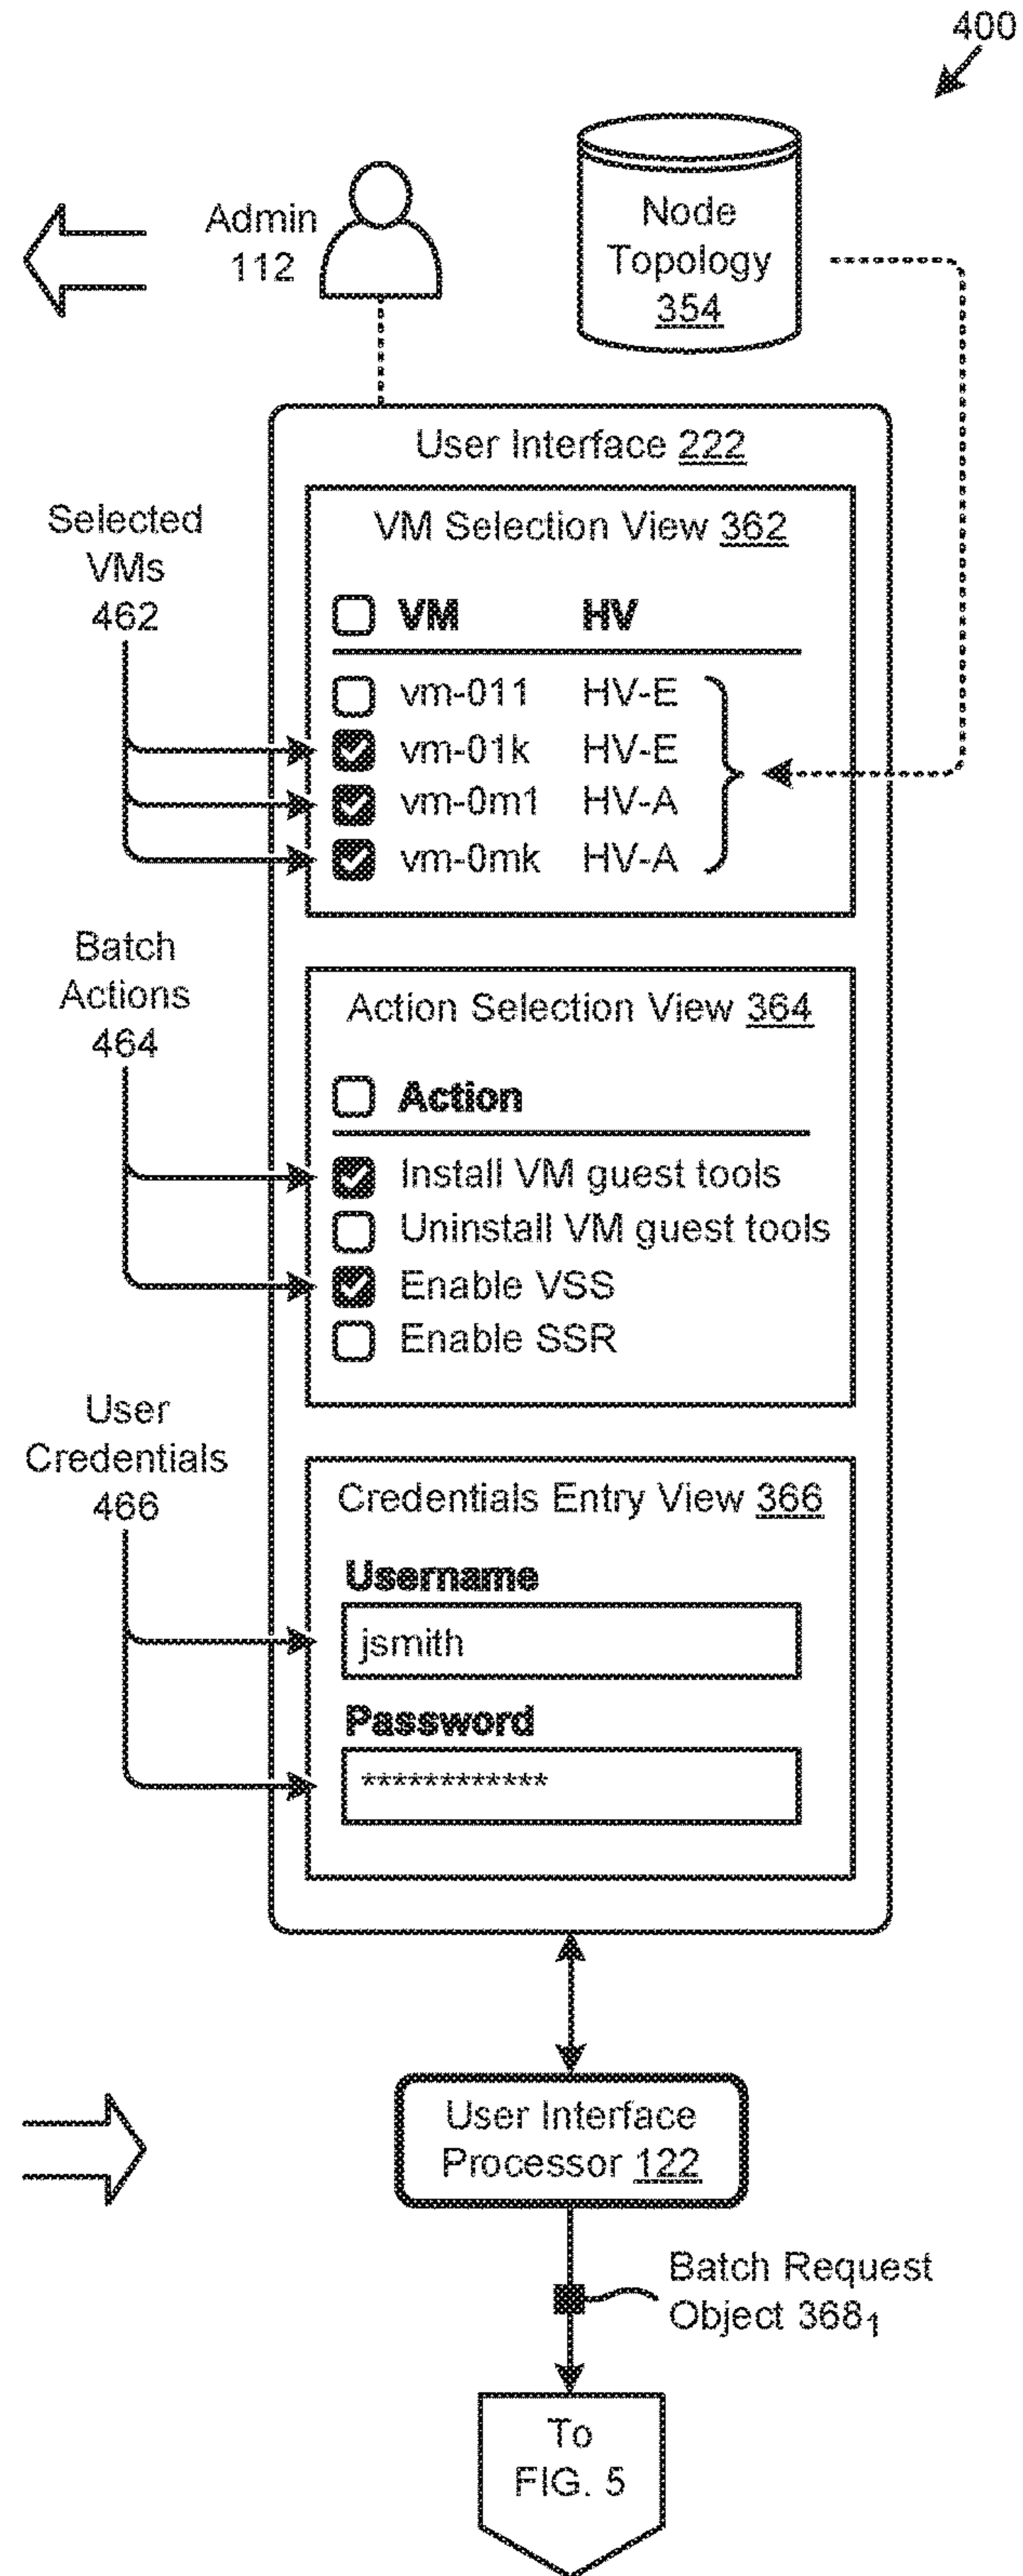 400
Admin
112
Node
Topology
354
User Interface 222
Selected
VMs
462
VM Selection View 362
VM HV
vm-011 HV-E
vm-01k HV-E
vm-0m1 HV-A
vm-0mk HV-A
Batch
Actions
464
Action Selection View 364
Action
Install VM guest tools
Uninstall VM guest tools
Enable VSS
Enable SSR
User
Credentials
466
Credentials Entry View 366
Username
jsmith
Password
************
User Interface
Processor 122
Batch Request
Object 368₁
To
FIG. 5